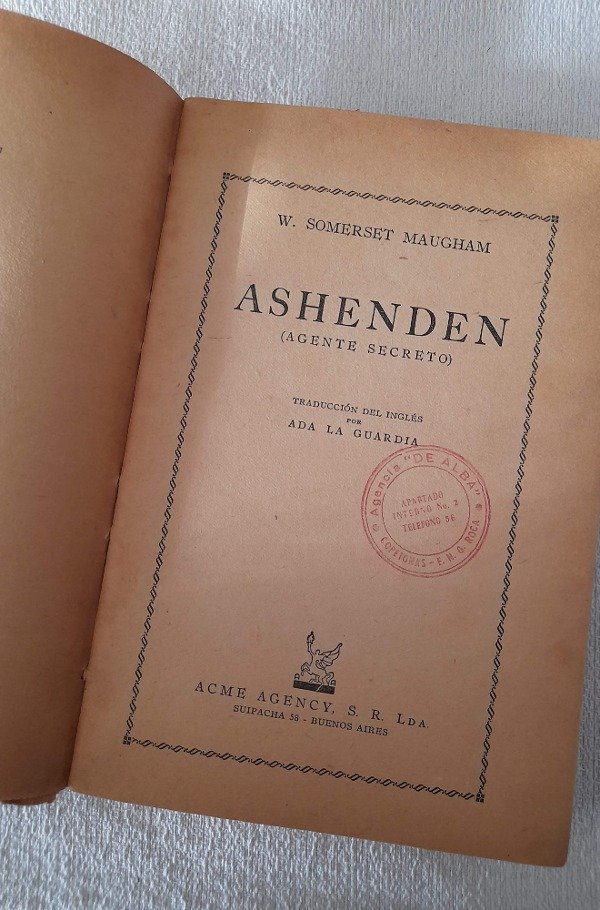 W. SOMERSET MAUGHAM
ASHENDEN
(AGENTE SECRETO)
TRADUCCIÓN DEL INGLÉS
POR
ADA LA GUARDIA
Agencia "DE ALBA"
APARTADO
INTERNO No. 2
TELEFONO 56
F. N. G. ROCA
ACME AGENCY, S. R. LDA.
SUIPACHA 58 - BUENOS AIRES